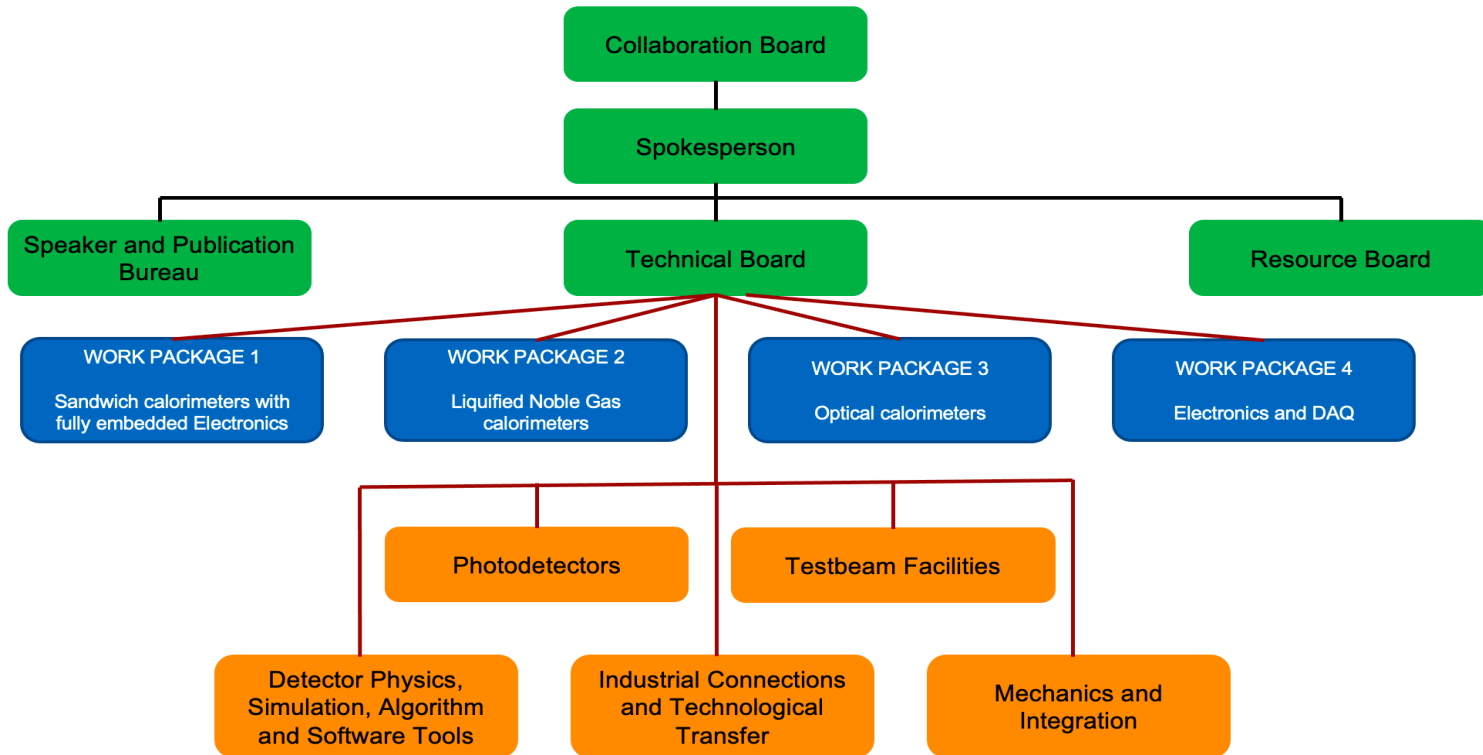 Collaboration Board
Spokesperson
Speaker and Publication
Bureau
Technical Board
Resource Board
WORK PACKAGE 1
Sandwich calorimeters with
fully embedded Electronics
WORK PACKAGE 2
Liquified Noble Gas
calorimeters
WORK PACKAGE 3
Optical calorimeters
WORK PACKAGE 4
Electronics and DAQ
Photodetectors
Testbeam Facilities
Detector Physics,
Simulation, Algorithm
and Software Tools
Industrial Connections
and Technological
Transfer
Mechanics and
Integration